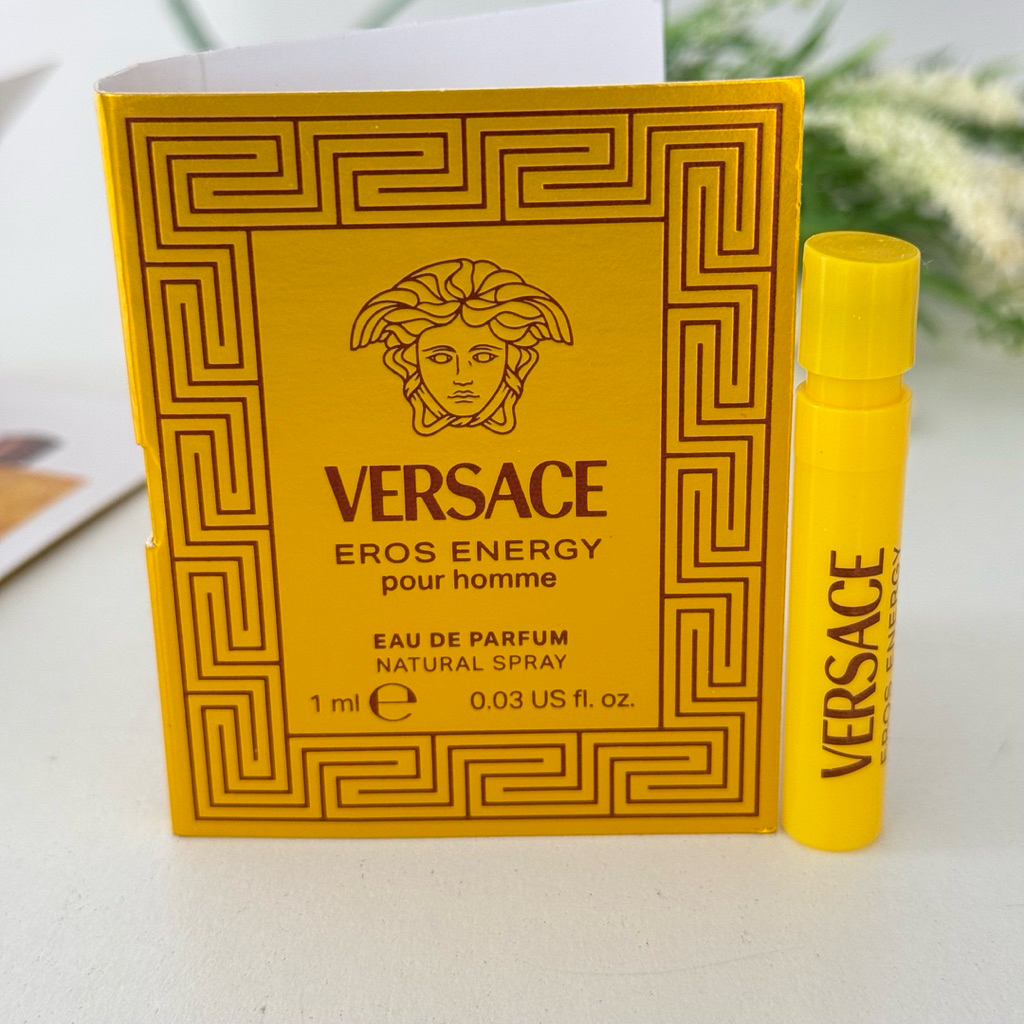 VERSACE
EROS ENERGY
pour homme
EAU DE PARFUM
NATURAL SPRAY
1 ml ℮ 0.03 US fl. oz.
VERSACE
EROS ENERGY